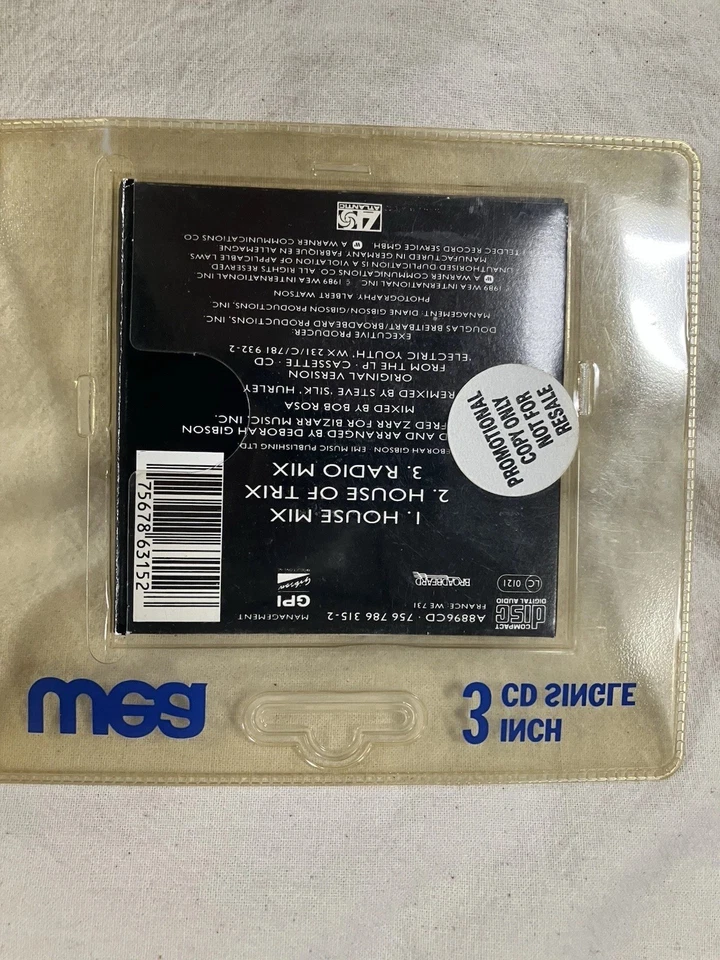 3 INCH
CD SINGLE
wea
COMPACT
disc
DIGITAL AUDIO
A8896CD · 756 786 315-2
FRANCE: WE 731
MANAGEMENT
LC 0121
BROADBEARD
GPI
Gibson
1. HOUSE MIX
2. HOUSE OF TRIX
3. RADIO MIX
EBORAH GIBSON · EMI MUSIC PUBLISHING LTD.
D AND ARRANGED BY DEBORAH GIBSON
FRED ZARR FOR BIZARR MUSIC, INC.
MIXED BY BOB ROSA
REMIXED BY STEVE 'SILK' HURLEY
ORIGINAL VERSION
FROM THE LP · CASSETTE · CD
'ELECTRIC YOUTH' WX 231/C/781 932-2
EXECUTIVE PRODUCER:
DOUGLAS BREITBART/BROADBEARD PRODUCTIONS, INC.
MANAGEMENT: DIANE GIBSON/GIBSON PRODUCTIONS, INC.
PHOTOGRAPHY ALBERT WATSON
1989 WEA INTERNATIONAL INC. © 1989 WEA INTERNATIONAL INC.
A WARNER COMMUNICATIONS CO. ALL RIGHTS RESERVED
UNAUTHORISED DUPLICATION IS A VIOLATION OF APPLICABLE LAWS
MANUFACTURED IN GERMANY FABRIQUE EN ALLEMAGNE
TELDEC RECORD SERVICE GMBH · A WARNER COMMUNICATIONS CO
ATLANTIC
75678 63152
PROMOTIONAL
COPY ONLY
NOT FOR
RESALE